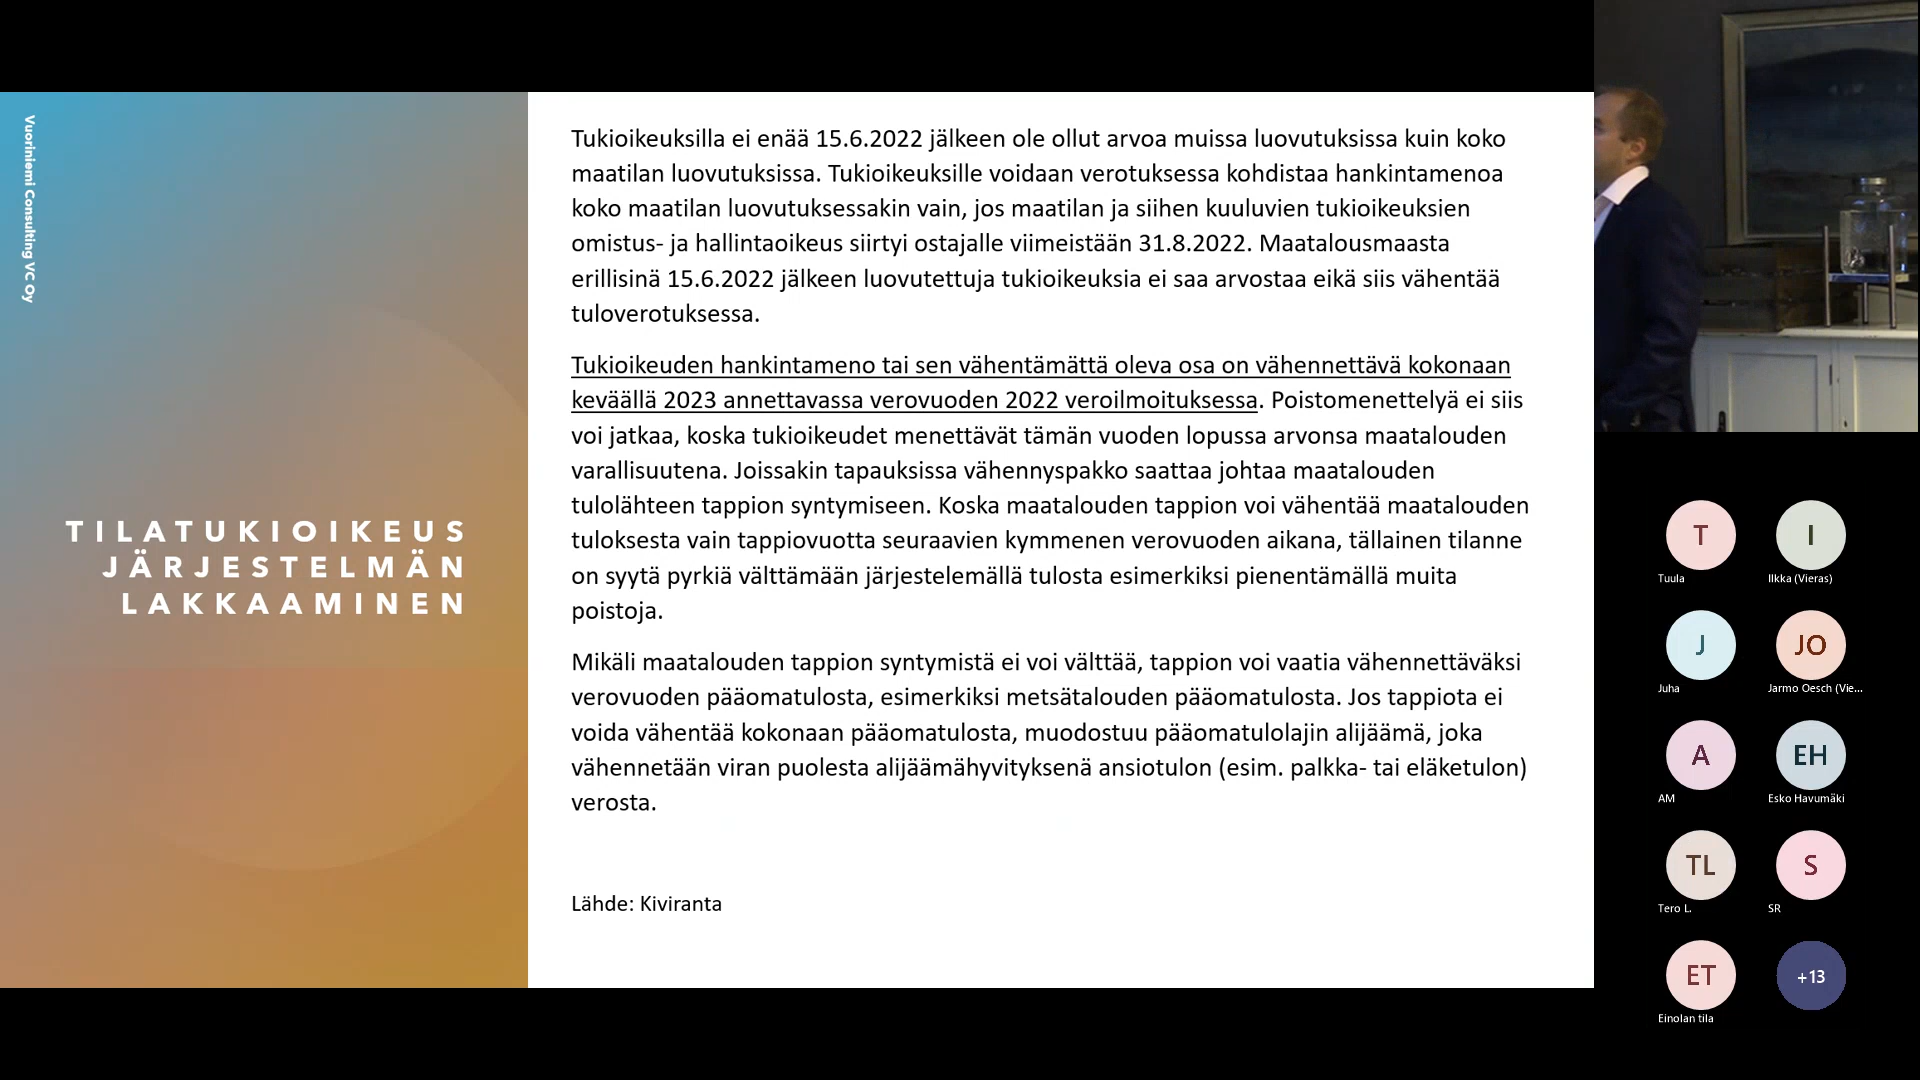 Vuoriniemi Consulting VC Oy
TILATUKIOIKEUS
JÄRJESTELMÄN
LAKKAAMINEN
Tukioikeuksilla ei enää 15.6.2022 jälkeen ole ollut arvoa muissa luovutuksissa kuin koko
maatilan luovutuksissa. Tukioikeuksille voidaan verotuksessa kohdistaa hankintamenoa
koko maatilan luovutuksessakin vain, jos maatilan ja siihen kuuluvien tukioikeuksien
omistus- ja hallintaoikeus siirtyi ostajalle viimeistään 31.8.2022. Maatalousmaasta
erillisinä 15.6.2022 jälkeen luovutettuja tukioikeuksia ei saa arvostaa eikä siis vähentää
tuloverotuksessa.
Tukioikeuden hankintameno tai sen vähentämättä oleva osa on vähennettävä kokonaan
keväällä 2023 annettavassa verovuoden 2022 veroilmoituksessa. Poistomenettelyä ei siis
voi jatkaa, koska tukioikeudet menettävät tämän vuoden lopussa arvonsa maatalouden
varallisuutena. Joissakin tapauksissa vähennyspakko saattaa johtaa maatalouden
tulolähteen tappion syntymiseen. Koska maatalouden tappion voi vähentää maatalouden
tuloksesta vain tappiovuotta seuraavien kymmenen verovuoden aikana, tällainen tilanne
on syytä pyrkiä välttämään järjestelemällä tulosta esimerkiksi pienentämällä muita
poistoja.
Mikäli maatalouden tappion syntymistä ei voi välttää, tappion voi vaatia vähennettäväksi
verovuoden pääomatulosta, esimerkiksi metsätalouden pääomatulosta. Jos tappiota ei
voida vähentää kokonaan pääomatulosta, muodostuu pääomatulolajin alijäämä, joka
vähennetään viran puolesta alijäämähyvityksenä ansiotulon (esim. palkka- tai eläketulon)
verosta.
Lähde: Kiviranta
T
Tuula
I
Ilkka (Vieras)
J
Juha
JO
Jarmo Oesch (Vie...
A
AM
EH
Esko Havumäki
TL
Tero L.
S
SR
ET
Einolan tila
+13